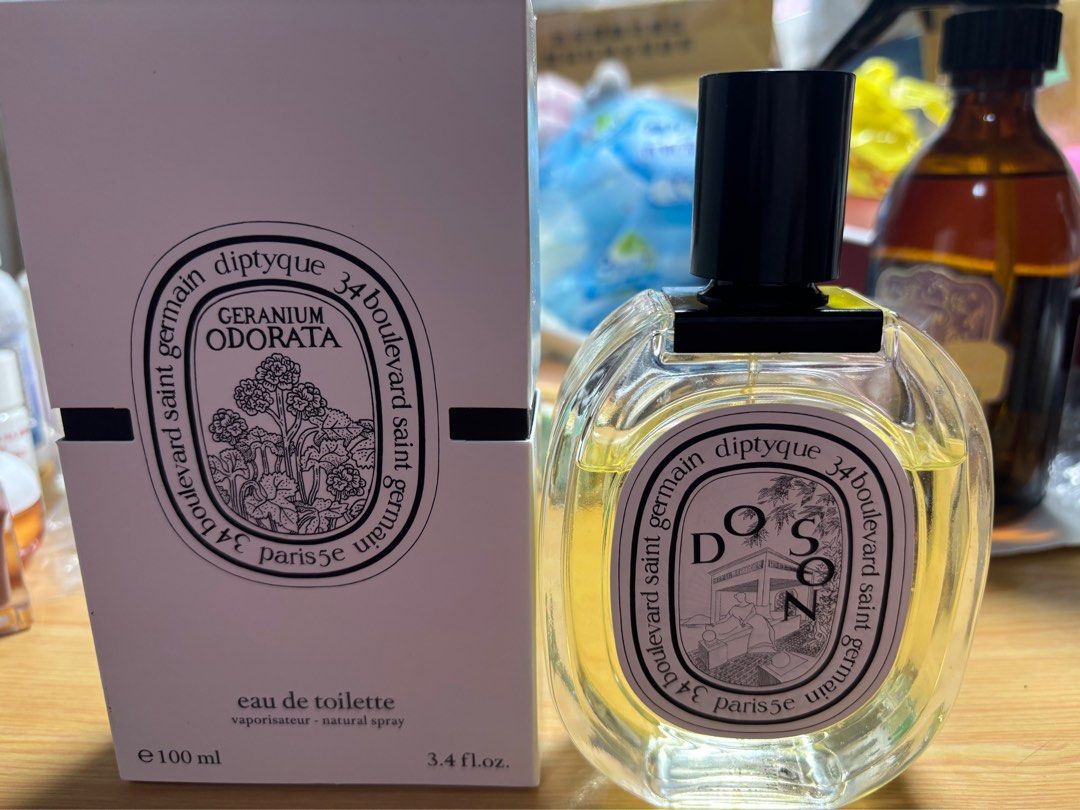 diptyque 34 boulevard saint germain paris 5e 34 boulevard saint germain
GERANIUM
ODORATA
eau de toilette
vaporisateur - natural spray
e 100 ml
3.4 fl.oz.
diptyque 34 boulevard saint germain paris 5e 34 boulevard saint germain
DO SON